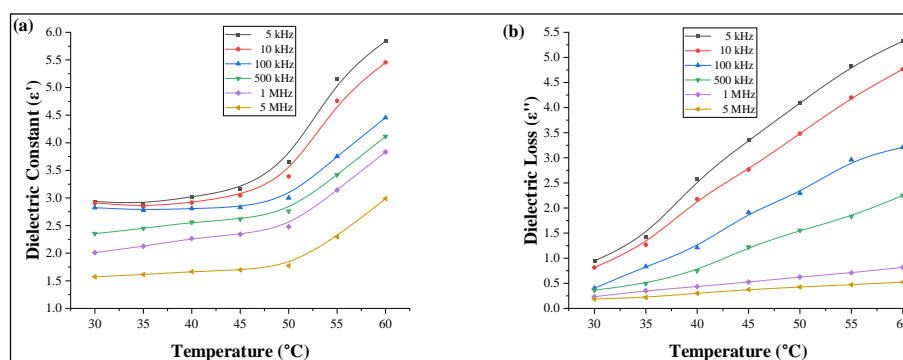 (a)
5 kHz
10 kHz
100 kHz
500 kHz
1 MHz
5 MHz
Dielectric Constant (ε')
6.0
5.5
5.0
4.5
4.0
3.5
3.0
2.5
2.0
1.5
1.0
30 35 40 45 50 55 60
Temperature (°C)
(b)
5 kHz
10 kHz
100 kHz
500 kHz
1 MHz
5 MHz
Dielectric Loss (ε'')
5.5
5.0
4.5
4.0
3.5
3.0
2.5
2.0
1.5
1.0
0.5
0.0
30 35 40 45 50 55 60
Temperature (°C)